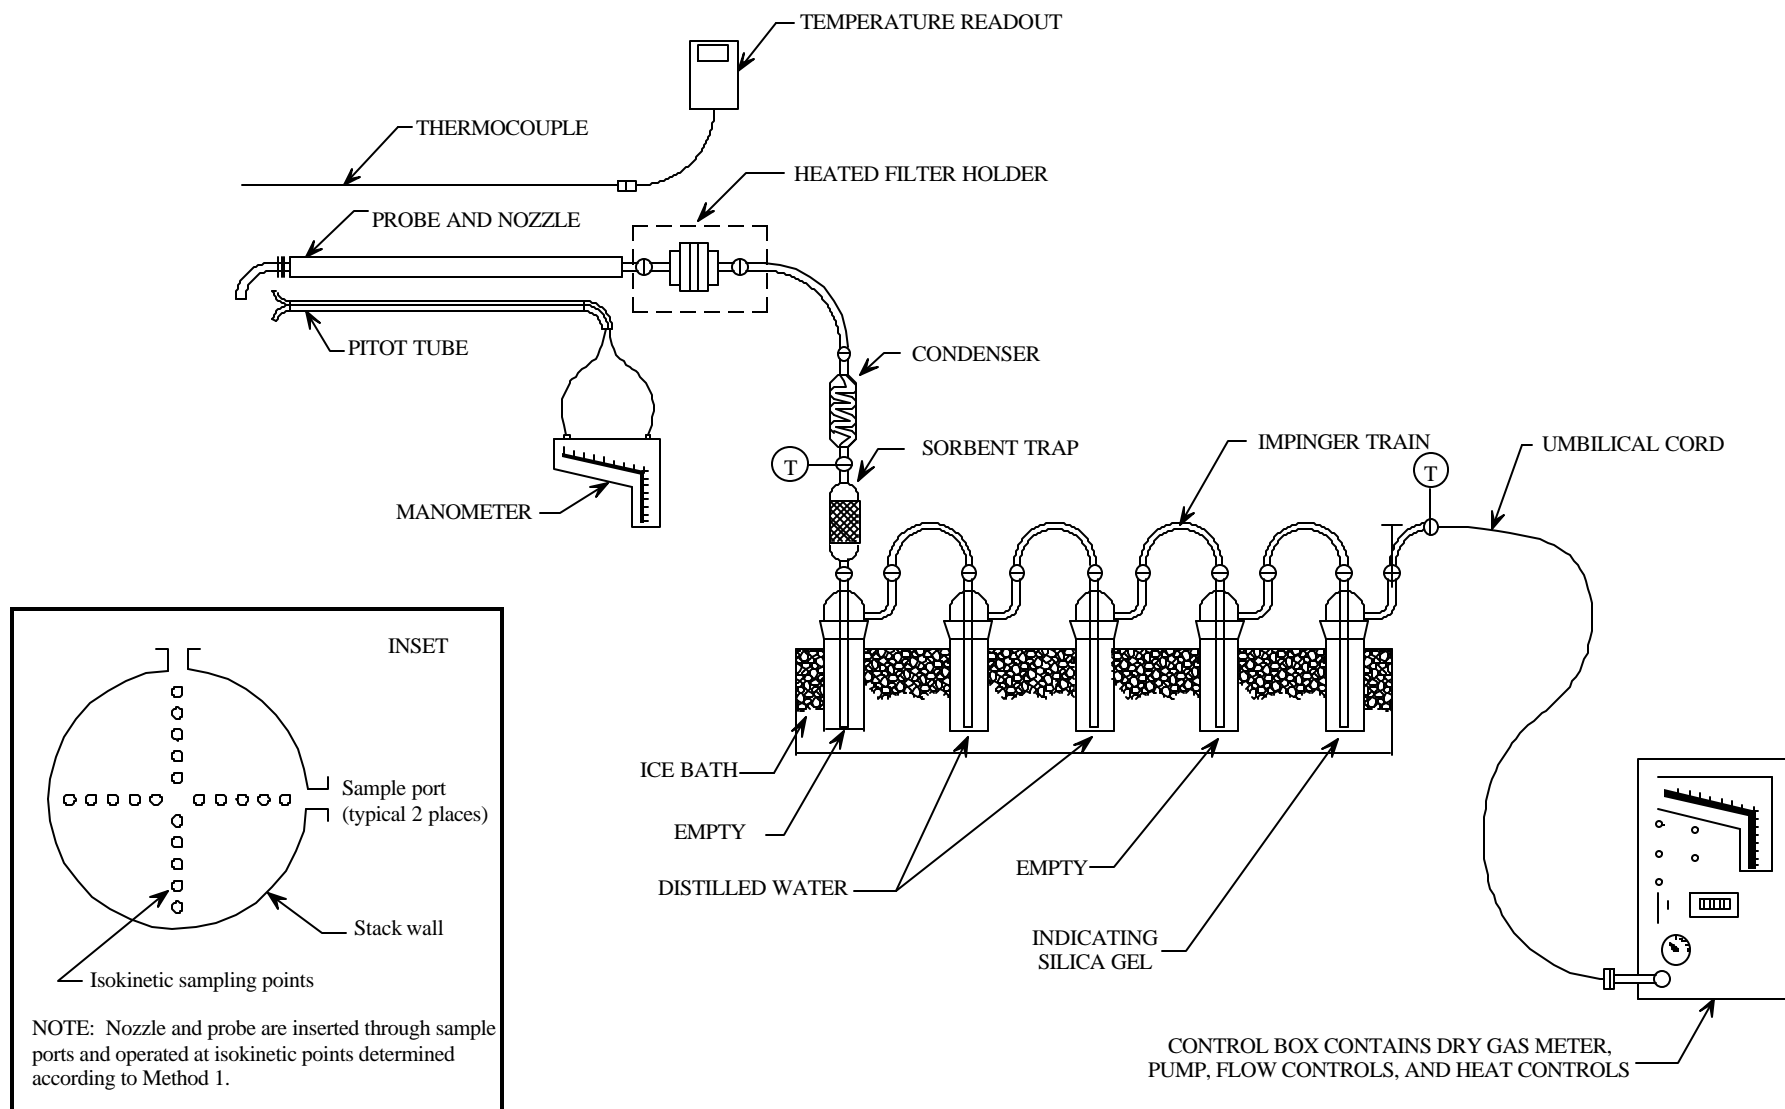 TEMPERATURE READOUT
THERMOCOUPLE
HEATED FILTER HOLDER
PROBE AND NOZZLE
PITOT TUBE
CONDENSER
SORBENT TRAP
T
MANOMETER
IMPINGER TRAIN
UMBILICAL CORD
T
INSET
Sample port
(typical 2 places)
Stack wall
Isokinetic sampling points
NOTE: Nozzle and probe are inserted through sample
ports and operated at isokinetic points determined
according to Method 1.
ICE BATH
EMPTY
DISTILLED WATER
EMPTY
INDICATING
SILICA GEL
CONTROL BOX CONTAINS DRY GAS METER,
PUMP, FLOW CONTROLS, AND HEAT CONTROLS